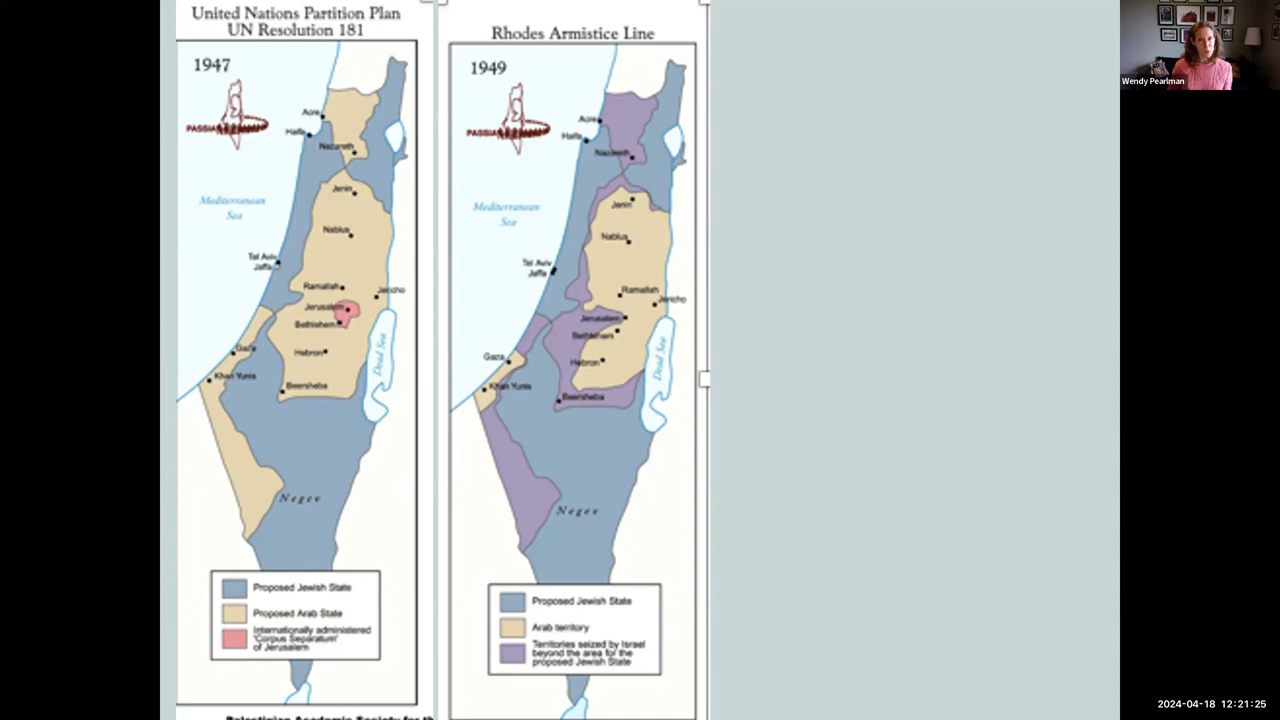 United Nations Partition Plan
UN Resolution 181
1947
PASSIA
Acre
Haifa
Nazareth
Mediterranean
Sea
Jenin
Nablus
Tel Aviv
Jaffa
Ramallah
Jericho
Jerusalem
Bethlehem
Gaza
Hebron
Dead Sea
Khan Yunis
Beersheba
Negev
Proposed Jewish State
Proposed Arab State
Internationally administered
'Corpus Separatum'
of Jerusalem
Palestinian Academic Society for th
Rhodes Armistice Line
1949
PASSIA
Acre
Haifa
Nazareth
Mediterranean
Sea
Jenin
Nablus
Tel Aviv
Jaffa
Ramallah
Jericho
Jerusalem
Bethlehem
Gaza
Hebron
Dead Sea
Khan Yunis
Beersheba
Negev
Proposed Jewish State
Arab territory
Territories seized by Israel
beyond the area for the
proposed Jewish State
Wendy Pearlman
2024-04-18 12:21:25